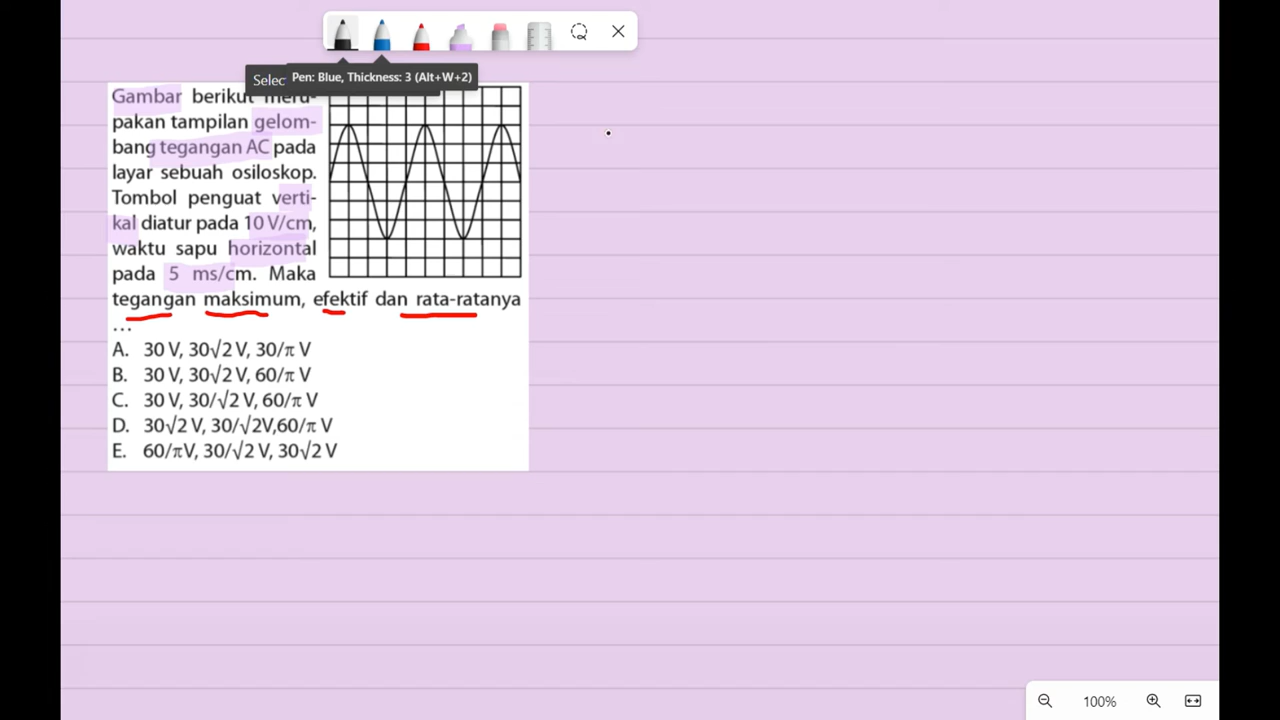 Selec
Pen: Blue, Thickness: 3 (Alt+W+2)
Gambar berikut meru-
pakan tampilan gelom-
bang tegangan AC pada
layar sebuah osiloskop.
Tombol penguat verti-
kal diatur pada 10 V/cm,
waktu sapu horizontal
pada 5 ms/cm. Maka
tegangan maksimum, efektif dan rata-ratanya
...
A. 30 V, 30√2 V, 30/π V
B. 30 V, 30√2 V, 60/π V
C. 30 V, 30/√2 V, 60/π V
D. 30√2 V, 30/√2V,60/π V
E. 60/πV, 30/√2 V, 30√2 V
100%